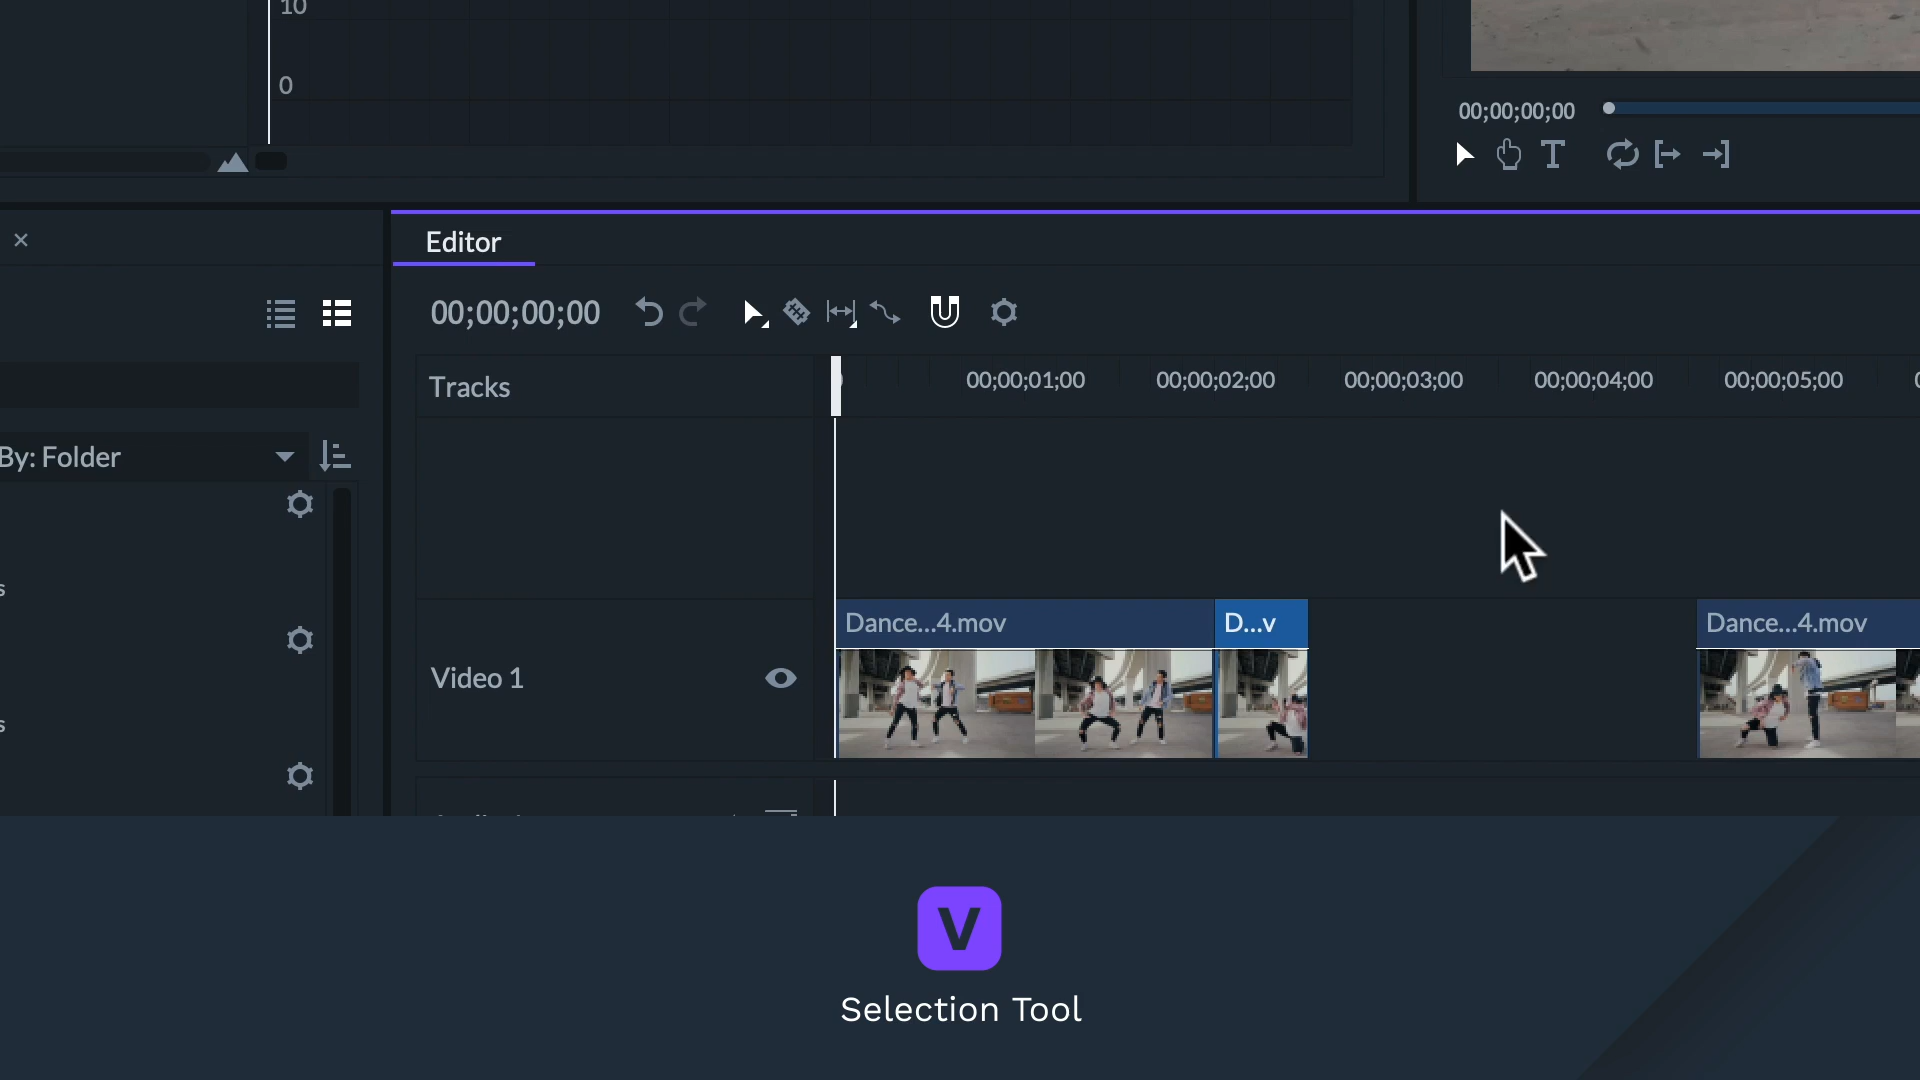 10
0
00;00;00;00
Editor
00;00;00;00
Tracks
00;00;01;00
00;00;02;00
00;00;03;00
00;00;04;00
00;00;05;00
By: Folder
s
s
Dance...4.mov
D...v
Dance...4.mov
Video 1
V
Selection Tool